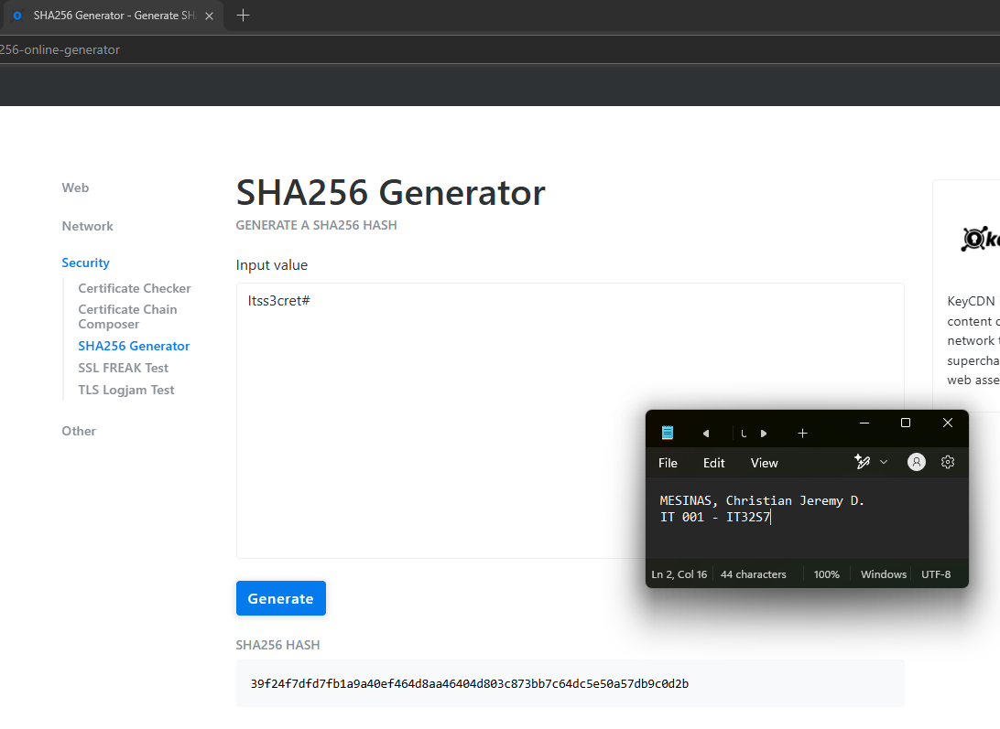 SHA256 Generator - Generate SH
256-online-generator
Web
Network
Security
Certificate Checker
Certificate Chain
Composer
SHA256 Generator
SSL FREAK Test
TLS Logjam Test
Other
SHA256 Generator
GENERATE A SHA256 HASH
Input value
Itss3cret#
Generate
SHA256 HASH
39f24f7dfd7fb1a9a40ef464d8aa46404d803c873bb7c64dc5e50a57db9c0d2b
ke
KeyCDN
content
network
supercha
web asse
File Edit View
MESINAS, Christian Jeremy D.
IT 001 - IT32S7
Ln 2, Col 16 44 characters 100% Windows UTF-8